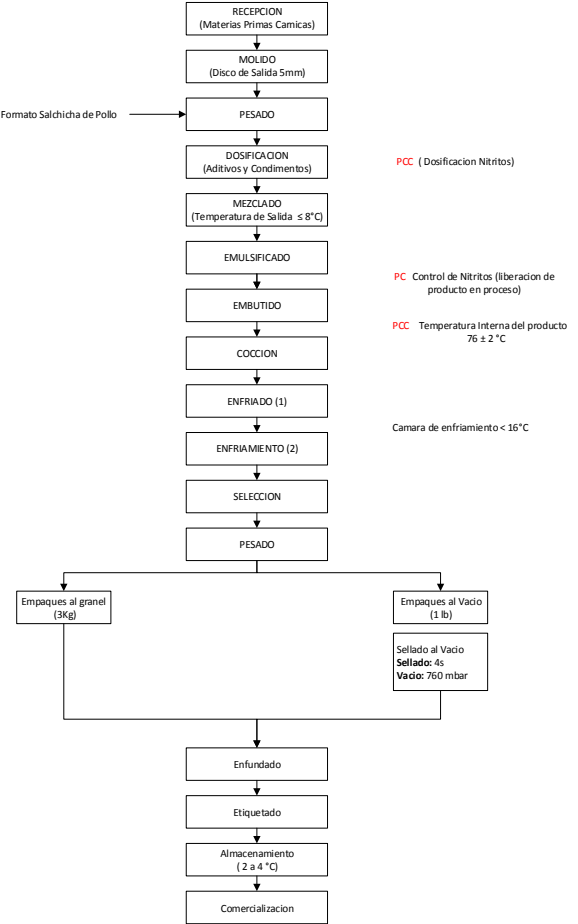 RECEPCION
(Materias Primas Camicas)
MOLIDO
(Disco de Salida 5mm)
Formato Salchicha de Pollo
PESADO
DOSIFICACION
(Aditivos y Condimentos)
PCC ( Dosificacion Nitritos)
MEZCLADO
(Temperatura de Salida ≤ 8°C)
EMULSIFICADO
PC Control de Nitritos (liberacion de
producto en proceso)
EMBUTIDO
PCC Temperatura Interna del producto
76 ± 2 °C
COCCION
ENFRIADO (1)
Camara de enfriamiento < 16°C
ENFRIAMIENTO (2)
SELECCION
PESADO
Empaques al granel
(3Kg)
Empaques al Vacio
(1 lb)
Sellado al Vacio
Sellado: 4s
Vacio: 760 mbar
Enfundado
Etiquetado
Almacenamiento
( 2 a 4 °C)
Comercializacion